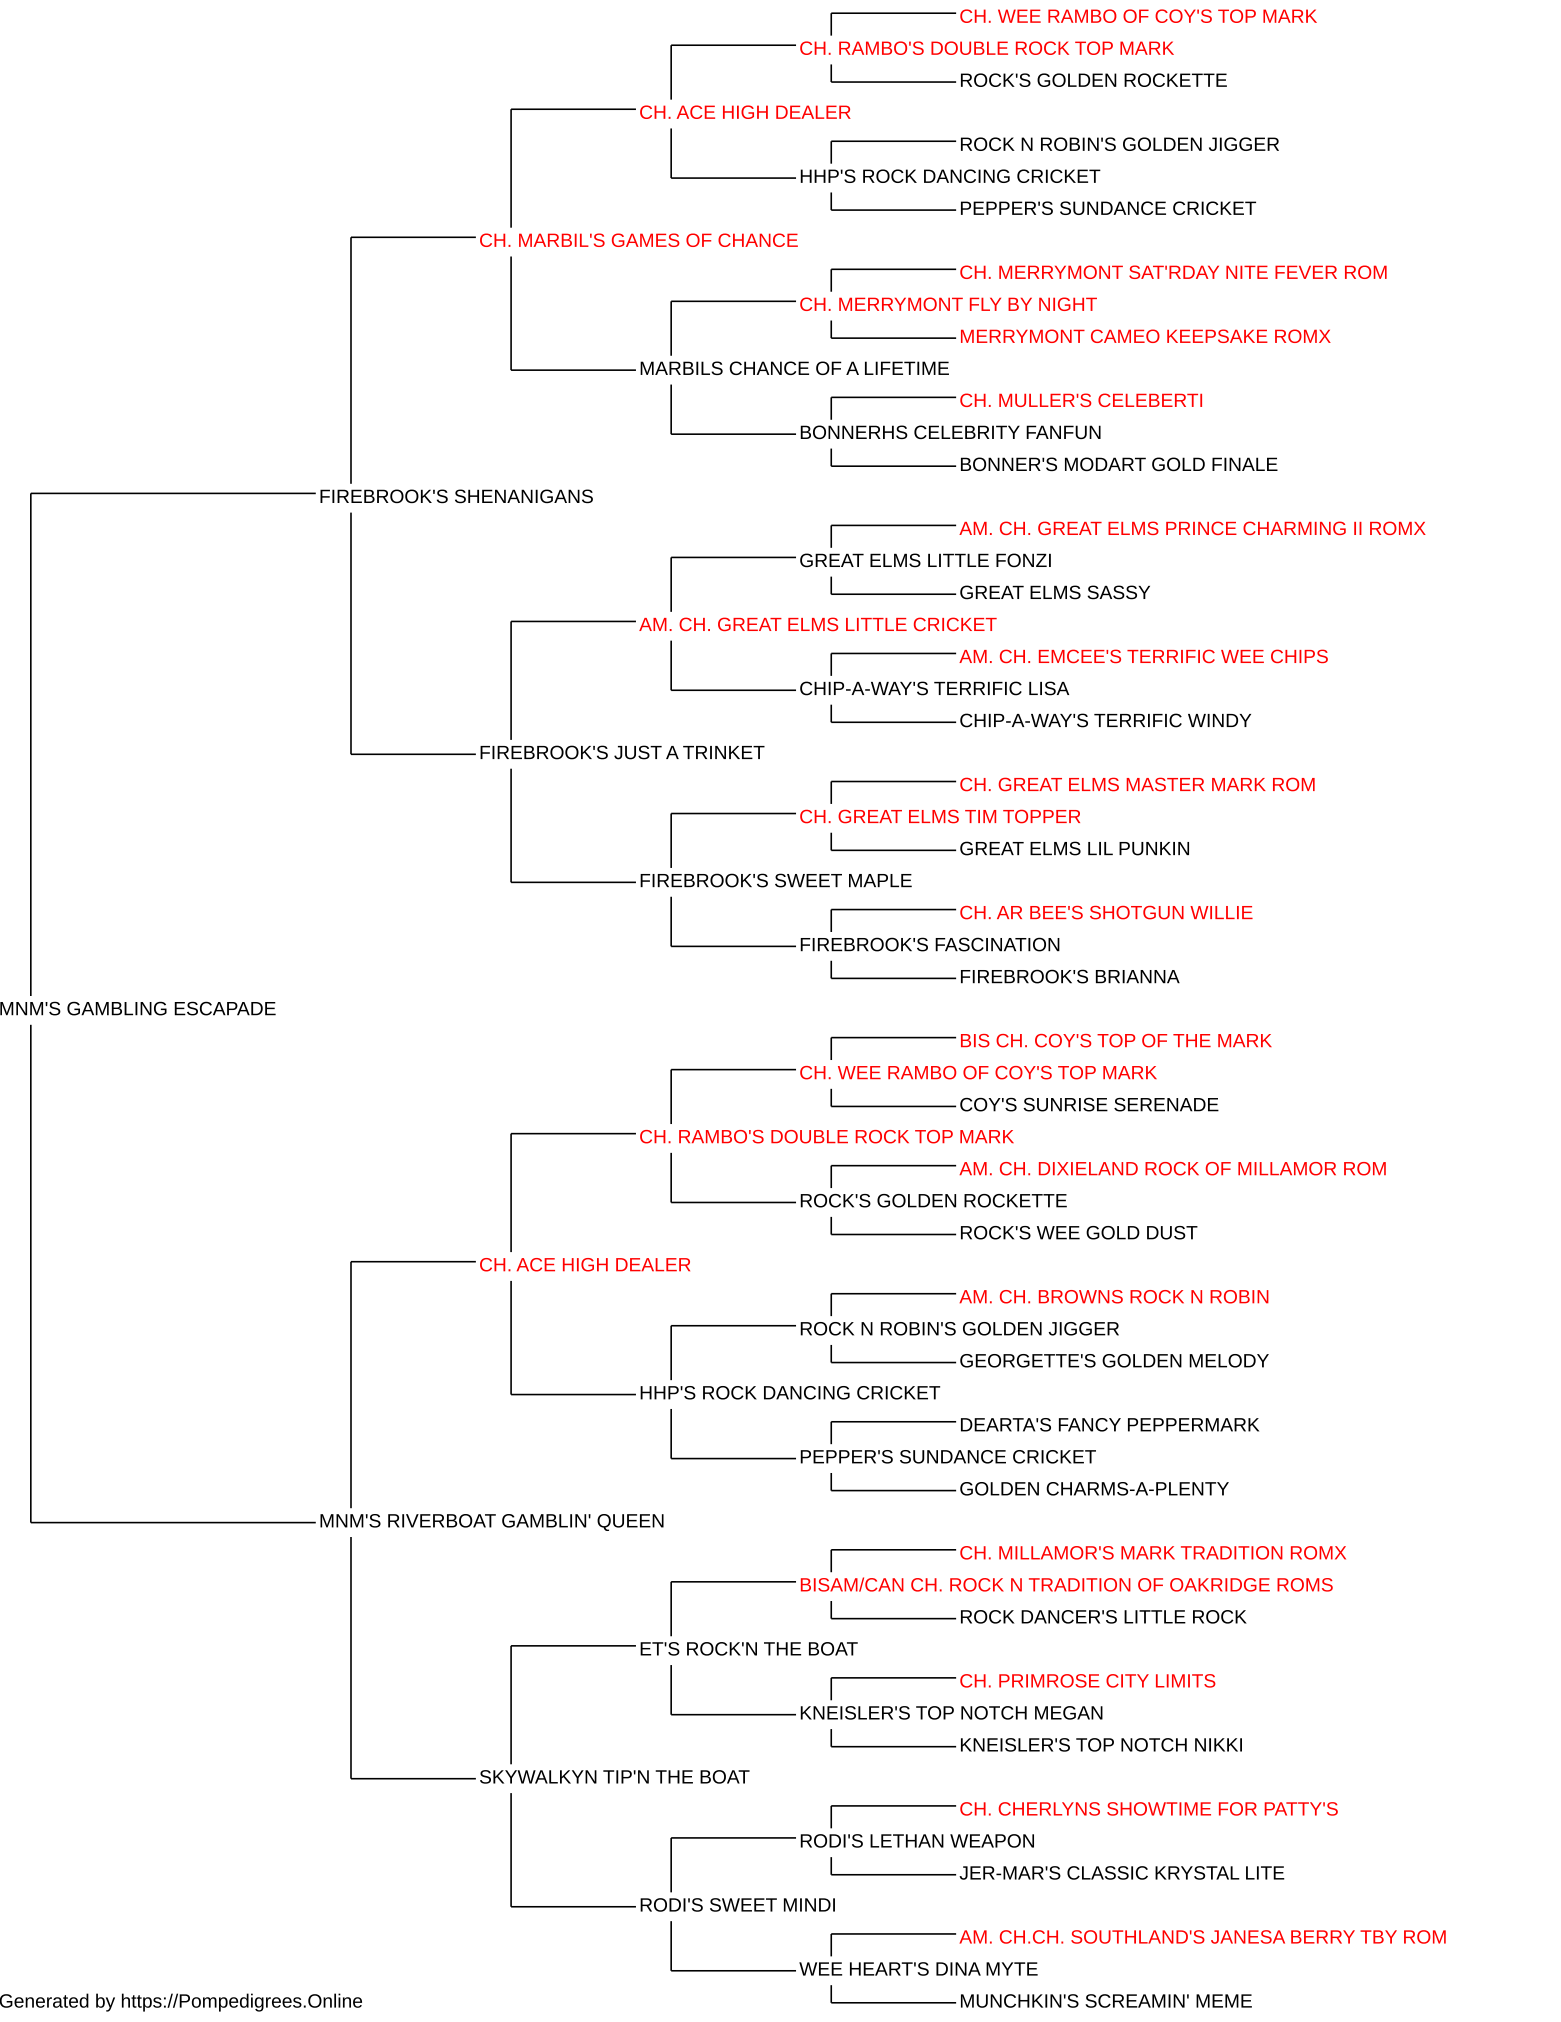 CH. WEE RAMBO OF COY'S TOP MARK
CH. RAMBO'S DOUBLE ROCK TOP MARK
ROCK'S GOLDEN ROCKETTE
CH. ACE HIGH DEALER
ROCK N ROBIN'S GOLDEN JIGGER
HHP'S ROCK DANCING CRICKET
PEPPER'S SUNDANCE CRICKET
CH. MARBIL'S GAMES OF CHANCE
CH. MERRYMONT SAT'RDAY NITE FEVER ROM
CH. MERRYMONT FLY BY NIGHT
MERRYMONT CAMEO KEEPSAKE ROMX
MARBILS CHANCE OF A LIFETIME
CH. MULLER'S CELEBERTI
BONNERHS CELEBRITY FANFUN
BONNER'S MODART GOLD FINALE
FIREBROOK'S SHENANIGANS
AM. CH. GREAT ELMS PRINCE CHARMING II ROMX
GREAT ELMS LITTLE FONZI
GREAT ELMS SASSY
AM. CH. GREAT ELMS LITTLE CRICKET
AM. CH. EMCEE'S TERRIFIC WEE CHIPS
CHIP-A-WAY'S TERRIFIC LISA
CHIP-A-WAY'S TERRIFIC WINDY
FIREBROOK'S JUST A TRINKET
CH. GREAT ELMS MASTER MARK ROM
CH. GREAT ELMS TIM TOPPER
GREAT ELMS LIL PUNKIN
FIREBROOK'S SWEET MAPLE
CH. AR BEE'S SHOTGUN WILLIE
FIREBROOK'S FASCINATION
FIREBROOK'S BRIANNA
MNM'S GAMBLING ESCAPADE
BIS CH. COY'S TOP OF THE MARK
CH. WEE RAMBO OF COY'S TOP MARK
COY'S SUNRISE SERENADE
CH. RAMBO'S DOUBLE ROCK TOP MARK
AM. CH. DIXIELAND ROCK OF MILLAMOR ROM
ROCK'S GOLDEN ROCKETTE
ROCK'S WEE GOLD DUST
CH. ACE HIGH DEALER
AM. CH. BROWNS ROCK N ROBIN
ROCK N ROBIN'S GOLDEN JIGGER
GEORGETTE'S GOLDEN MELODY
HHP'S ROCK DANCING CRICKET
DEARTA'S FANCY PEPPERMARK
PEPPER'S SUNDANCE CRICKET
GOLDEN CHARMS-A-PLENTY
MNM'S RIVERBOAT GAMBLIN' QUEEN
CH. MILLAMOR'S MARK TRADITION ROMX
BISAM/CAN CH. ROCK N TRADITION OF OAKRIDGE ROMS
ROCK DANCER'S LITTLE ROCK
ET'S ROCK'N THE BOAT
CH. PRIMROSE CITY LIMITS
KNEISLER'S TOP NOTCH MEGAN
KNEISLER'S TOP NOTCH NIKKI
SKYWALKYN TIP'N THE BOAT
CH. CHERLYNS SHOWTIME FOR PATTY'S
RODI'S LETHAN WEAPON
JER-MAR'S CLASSIC KRYSTAL LITE
RODI'S SWEET MINDI
AM. CH.CH. SOUTHLAND'S JANESA BERRY TBY ROM
WEE HEART'S DINA MYTE
MUNCHKIN'S SCREAMIN' MEME
Generated by https://Pompedigrees.Online